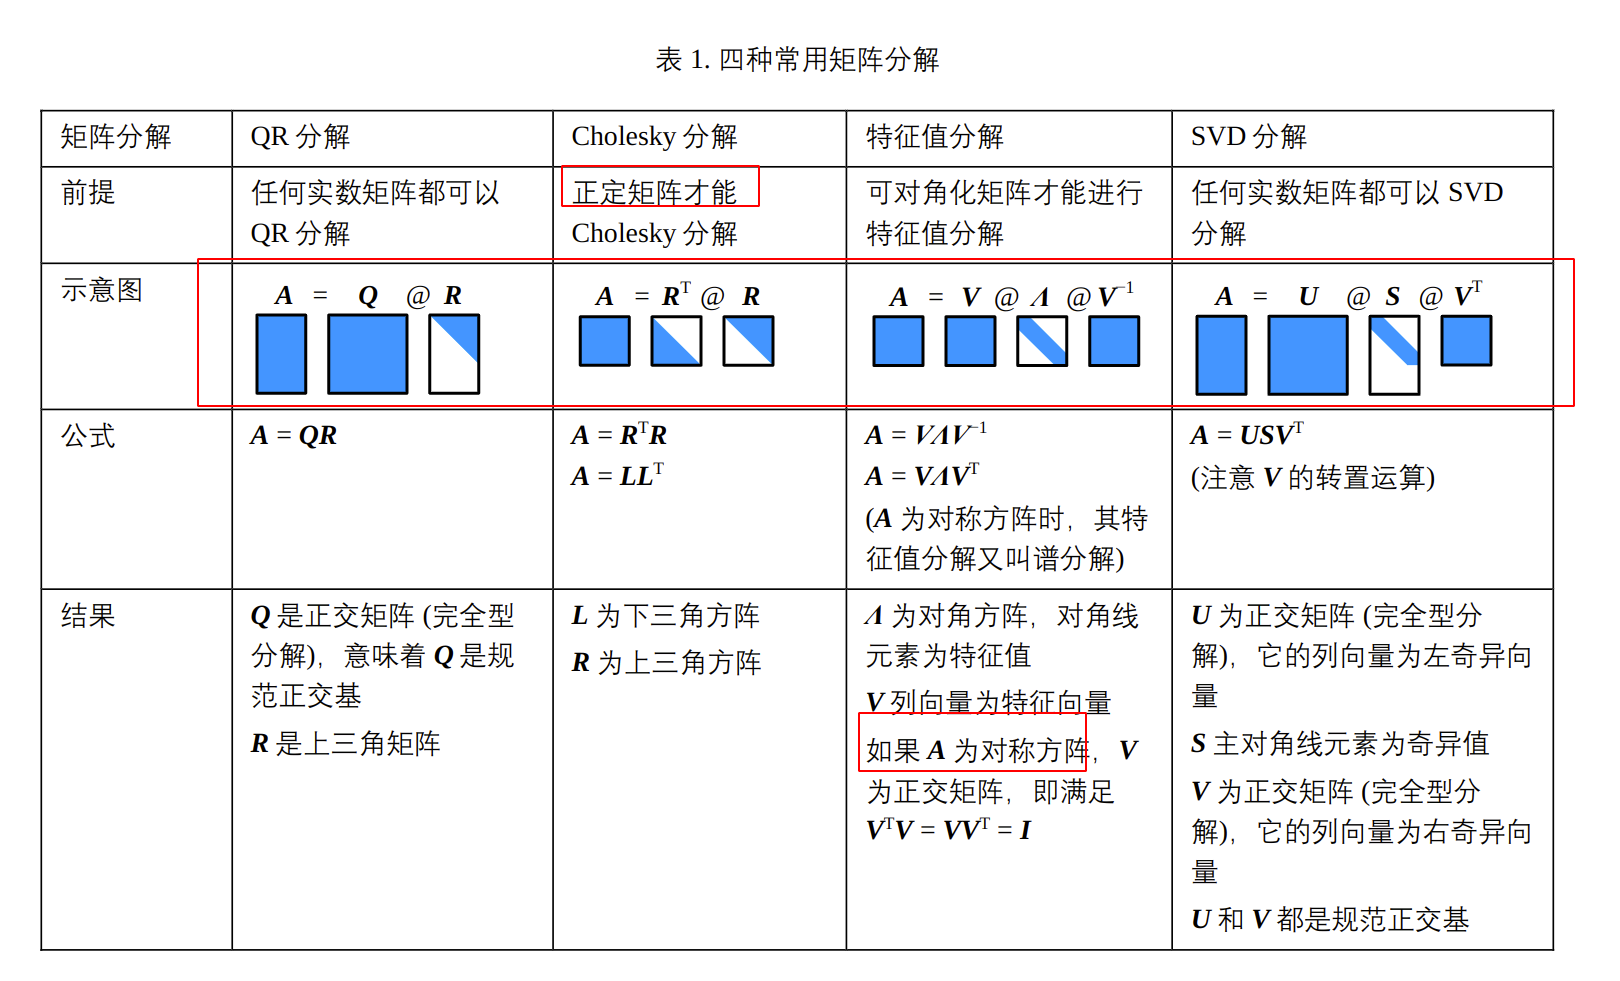 表 1. 四种常用矩阵分解
矩阵分解
QR 分解
Cholesky 分解
特征值分解
SVD 分解
前提
任何实数矩阵都可以
QR 分解
正定矩阵才能
Cholesky 分解
可对角化矩阵才能进行
特征值分解
任何实数矩阵都可以 SVD
分解
示意图
A = Q @ R
A = Rᵀ @ R
A = V @ Λ @ V⁻¹
A = U @ S @ Vᵀ
公式
A = QR
A = RᵀR
A = LLᵀ
A = VΛV⁻¹
A = VΛVᵀ
(A 为对称方阵时，其特
征值分解又叫谱分解)
A = USVᵀ
(注意 V 的转置运算)
结果
Q 是正交矩阵 (完全型
分解)，意味着 Q 是规
范正交基
R 是上三角矩阵
L 为下三角方阵
R 为上三角方阵
Λ 为对角方阵，对角线
元素为特征值
V 列向量为特征向量
如果 A 为对称方阵，V
为正交矩阵，即满足
VᵀV = VVᵀ = I
U 为正交矩阵 (完全型分
解)，它的列向量为左奇异向
量
S 主对角线元素为奇异值
V 为正交矩阵 (完全型分
解)，它的列向量为右奇异向
量
U 和 V 都是规范正交基